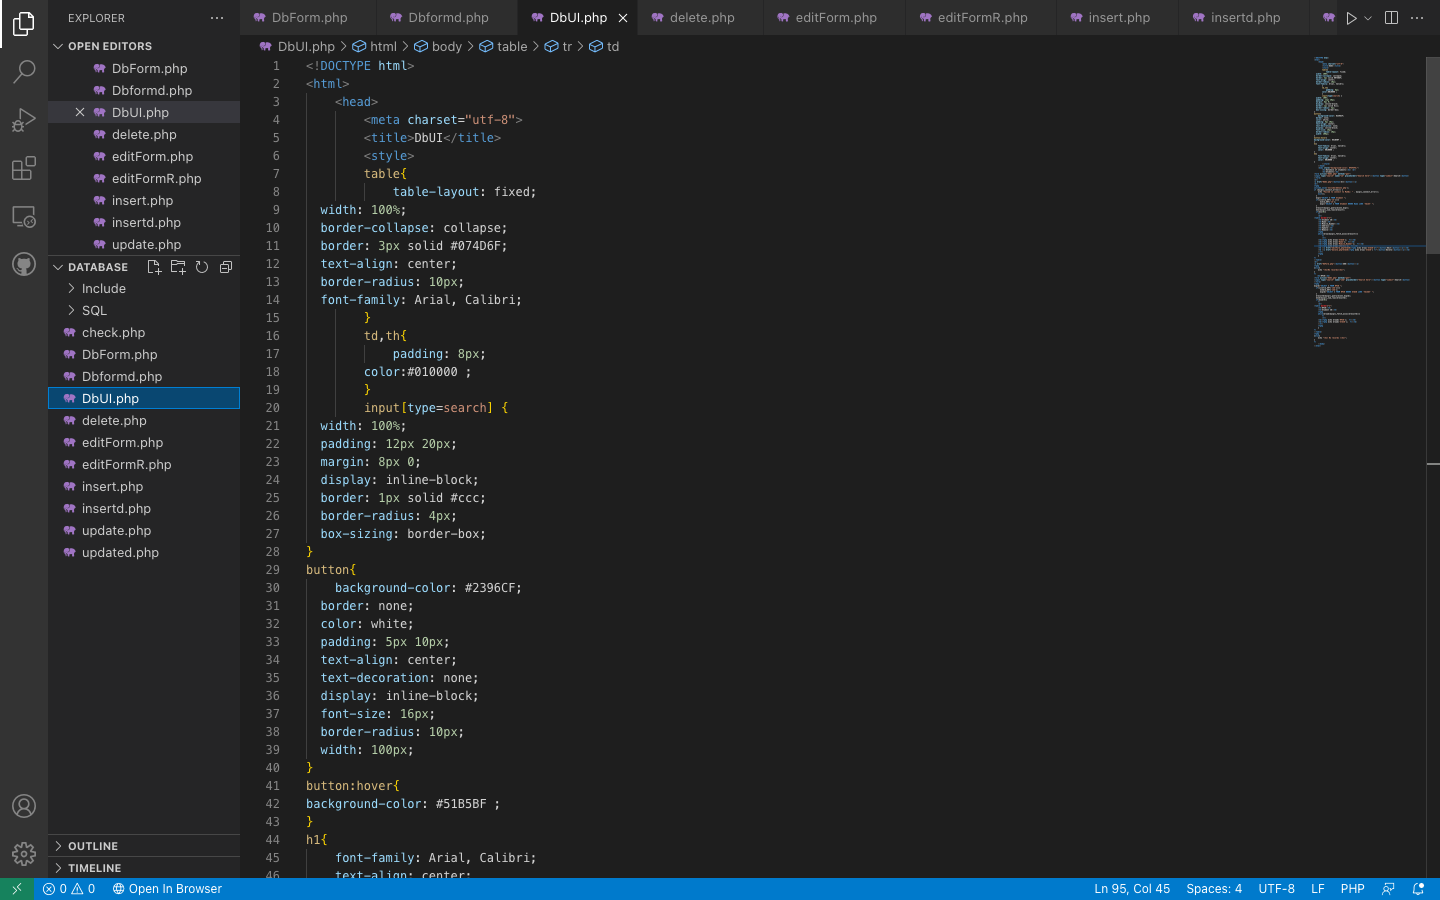 EXPLORER
OPEN EDITORS
DbForm.php
Dbformd.php
DbUI.php
delete.php
editForm.php
editFormR.php
insert.php
insertd.php
update.php
DATABASE
Include
SQL
check.php
DbForm.php
Dbformd.php
DbUI.php
delete.php
editForm.php
editFormR.php
insert.php
insertd.php
update.php
updated.php
OUTLINE
TIMELINE
DbForm.php Dbformd.php DbUI.php delete.php editForm.php editFormR.php insert.php insertd.php
DbUI.php > html > body > table > tr > td
1 <!DOCTYPE html>
2 <html>
3 <head>
4 <meta charset="utf-8">
5 <title>DbUI</title>
6 <style>
7 table{
8 table-layout: fixed;
9 width: 100%;
10 border-collapse: collapse;
11 border: 3px solid #074D6F;
12 text-align: center;
13 border-radius: 10px;
14 font-family: Arial, Calibri;
15 }
16 td,th{
17 padding: 8px;
18 color:#010000 ;
19 }
20 input[type=search] {
21 width: 100%;
22 padding: 12px 20px;
23 margin: 8px 0;
24 display: inline-block;
25 border: 1px solid #ccc;
26 border-radius: 4px;
27 box-sizing: border-box;
28 }
29 button{
30 background-color: #2396CF;
31 border: none;
32 color: white;
33 padding: 5px 10px;
34 text-align: center;
35 text-decoration: none;
36 display: inline-block;
37 font-size: 16px;
38 border-radius: 10px;
39 width: 100px;
40 }
41 button:hover{
42 background-color: #51B5BF ;
43 }
44 h1{
45 font-family: Arial, Calibri;
46 text-align: center;
0 0 Open In Browser Ln 95, Col 45 Spaces: 4 UTF-8 LF PHP